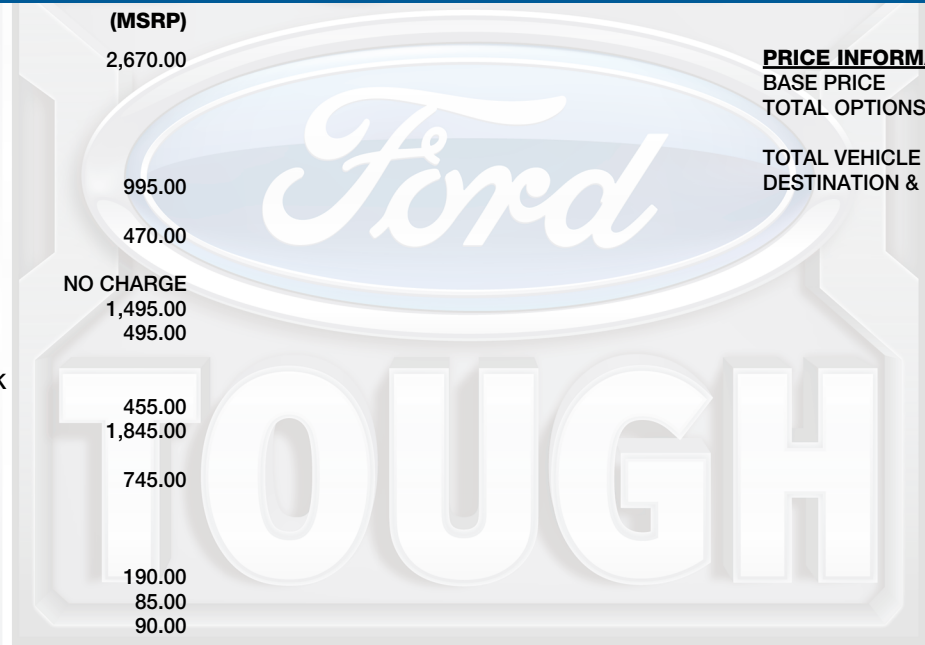 (MSRP)
2,670.00
995.00
470.00
NO CHARGE
1,495.00
495.00
K
455.00
1,845.00
745.00
190.00
85.00
90.00
PRICE INFORMA
BASE PRICE
TOTAL OPTIONS
TOTAL VEHICLE
DESTINATION &
Ford
TOUGH